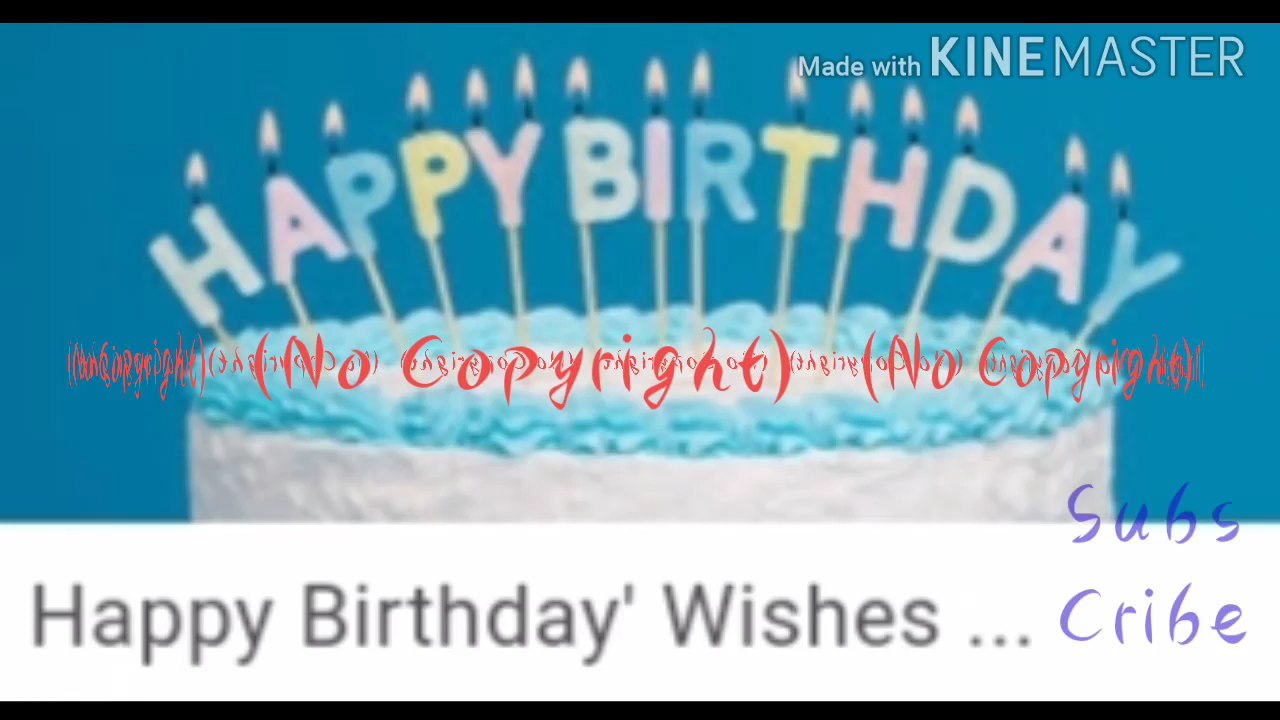 Made with KINEMASTER
HAPPY BIRTHDAY
(No Copyright) (No Copyright)
Subs
Cribe
Happy Birthday' Wishes ...